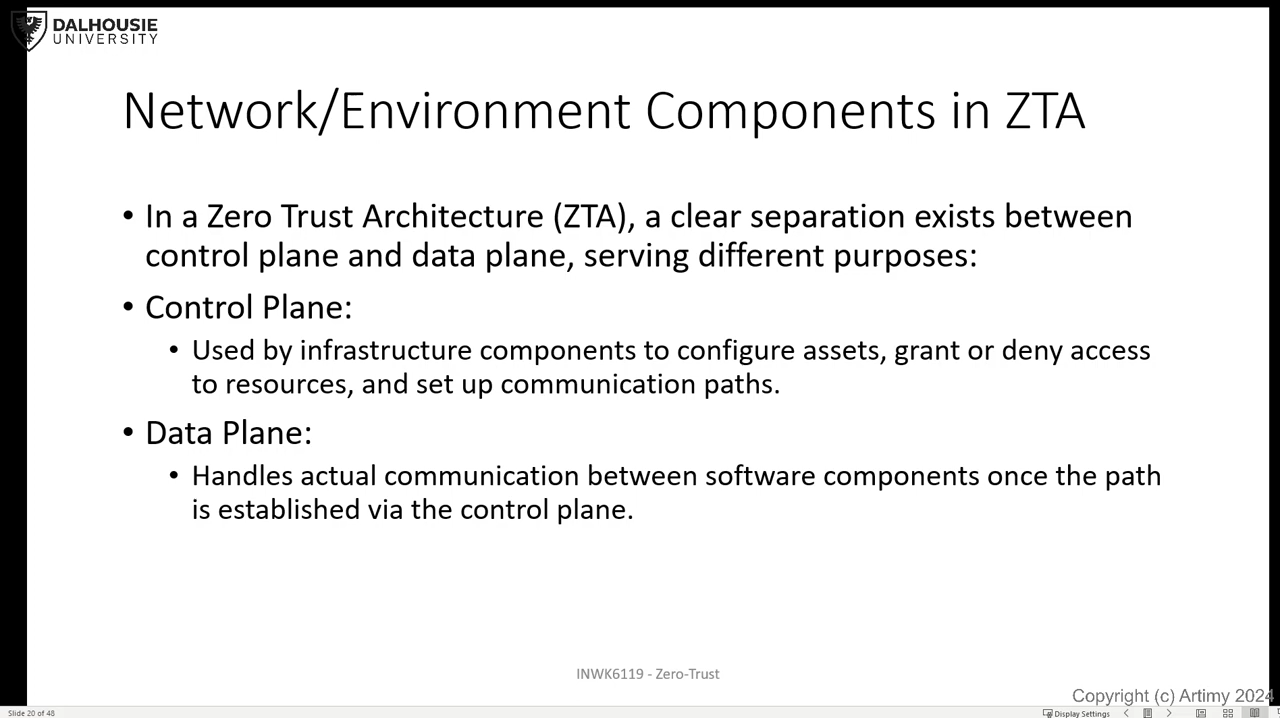 DALHOUSIE
UNIVERSITY
Network/Environment Components in ZTA
• In a Zero Trust Architecture (ZTA), a clear separation exists between
control plane and data plane, serving different purposes:
• Control Plane:
• Used by infrastructure components to configure assets, grant or deny access
to resources, and set up communication paths.
• Data Plane:
• Handles actual communication between software components once the path
is established via the control plane.
INWK6119 - Zero-Trust
Copyright (c) Artimy 2024
Slide 20 of 48
Display Settings